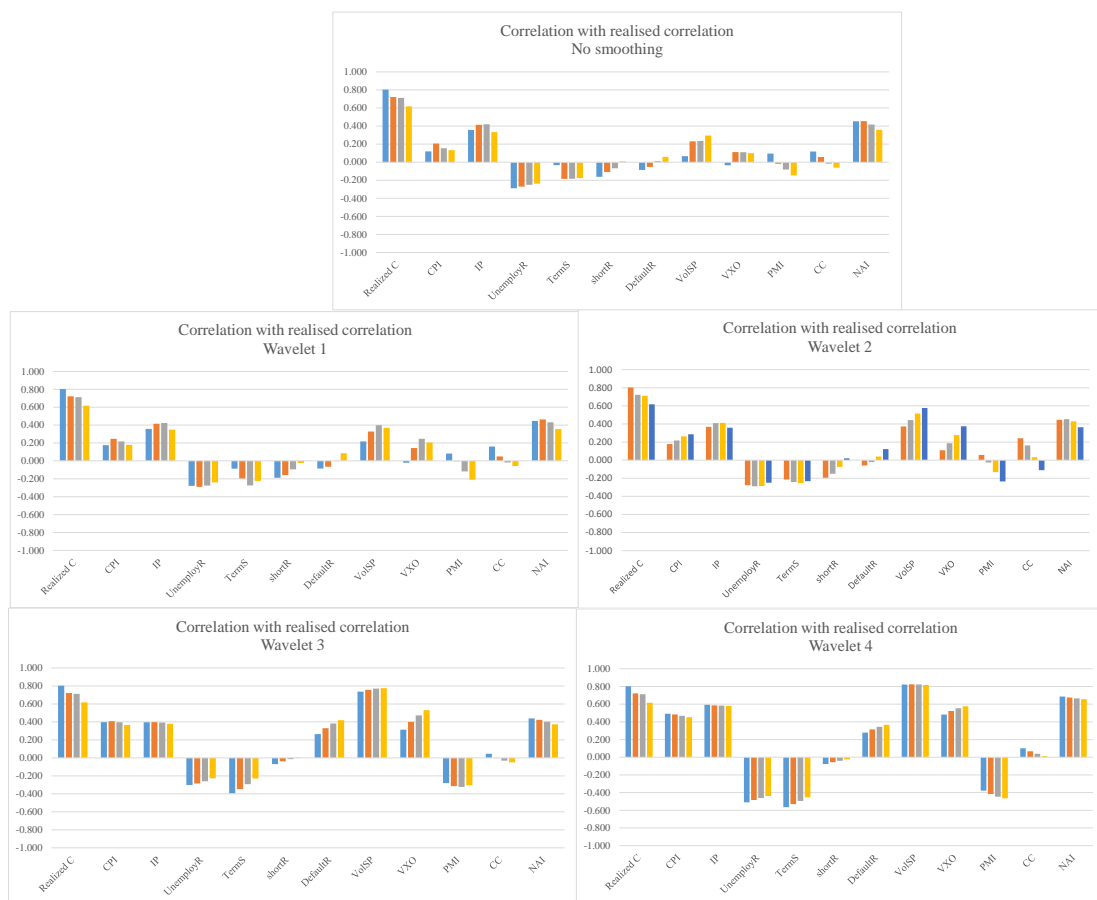 Correlation with realised correlation
No smoothing
1.000
0.800
0.600
0.400
0.200
0.000
-0.200
-0.400
-0.600
-0.800
-1.000
Realized C
CPI
IP
UnemployR
TermS
shortR
DefaultR
VolSP
VXO
PMI
CC
NAI
Correlation with realised correlation
Wavelet 1
1.000
0.800
0.600
0.400
0.200
0.000
-0.200
-0.400
-0.600
-0.800
-1.000
Realized C
CPI
IP
UnemployR
TermS
shortR
DefaultR
VolSP
VXO
PMI
CC
NAI
Correlation with realised correlation
Wavelet 2
1.000
0.800
0.600
0.400
0.200
0.000
-0.200
-0.400
-0.600
-0.800
-1.000
Realized C
CPI
IP
UnemployR
TermS
shortR
DefaultR
VolSP
VXO
PMI
CC
NAI
Correlation with realised correlation
Wavelet 3
1.000
0.800
0.600
0.400
0.200
0.000
-0.200
-0.400
-0.600
-0.800
-1.000
Realized C
CPI
IP
UnemployR
TermS
shortR
DefaultR
VolSP
VXO
PMI
CC
NAI
Correlation with realised correlation
Wavelet 4
1.000
0.800
0.600
0.400
0.200
0.000
-0.200
-0.400
-0.600
-0.800
-1.000
Realized C
CPI
IP
UnemployR
TermS
shortR
DefaultR
VolSP
VXO
PMI
CC
NAI